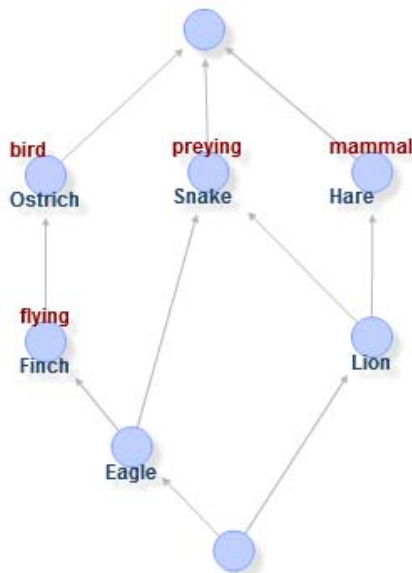 bird
preying
mammal
Ostrich
Snake
Hare
flying
Finch
Lion
Eagle